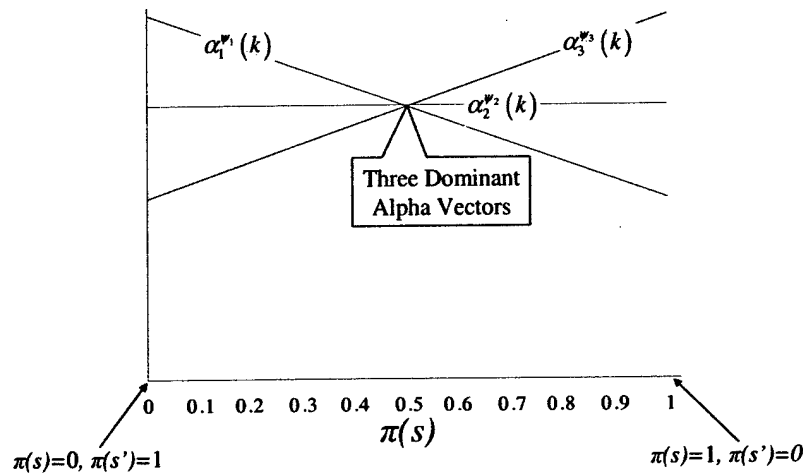 α₁^ψ₁(k)
α₃^ψ₃(k)
α₂^ψ₂(k)
Three Dominant
Alpha Vectors
0 0.1 0.2 0.3 0.4 0.5 0.6 0.7 0.8 0.9 1
π(s)
π(s)=0, π(s')=1
π(s)=1, π(s')=0